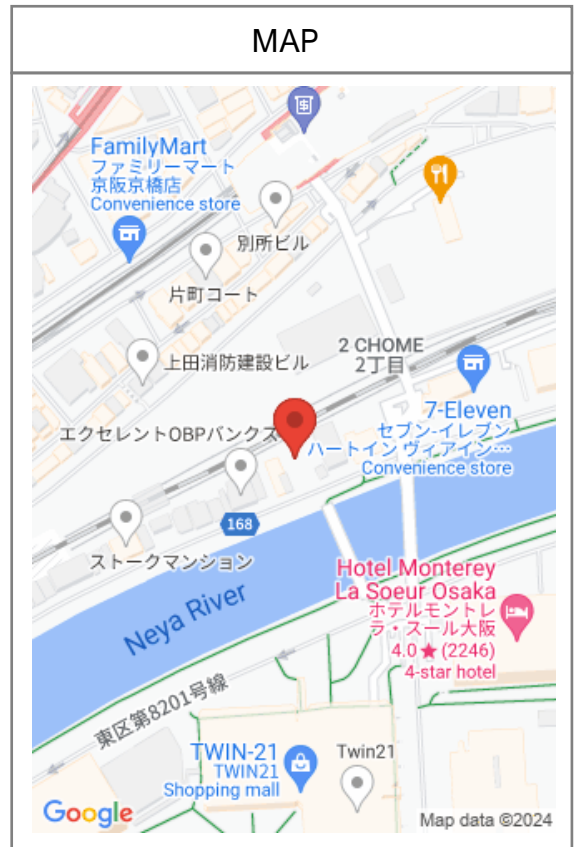 MAP
FamilyMart
ファミリーマート
京阪京橋店
Convenience store
別所ビル
片町コート
上田消防建設ビル
2 CHOME
2丁目
7-Eleven
セブン-イレブン
ハートイン ヴィアイン…
Convenience store
エクセレントOBPバンクス
168
ストークマンション
Neya River
Hotel Monterey
La Soeur Osaka
ホテルモントレ
ラ・スール大阪
4.0★(2246)
4-star hotel
東区第8201号線
TWIN-21
TWIN21
Shopping mall
Twin21
Google
Map data ©2024